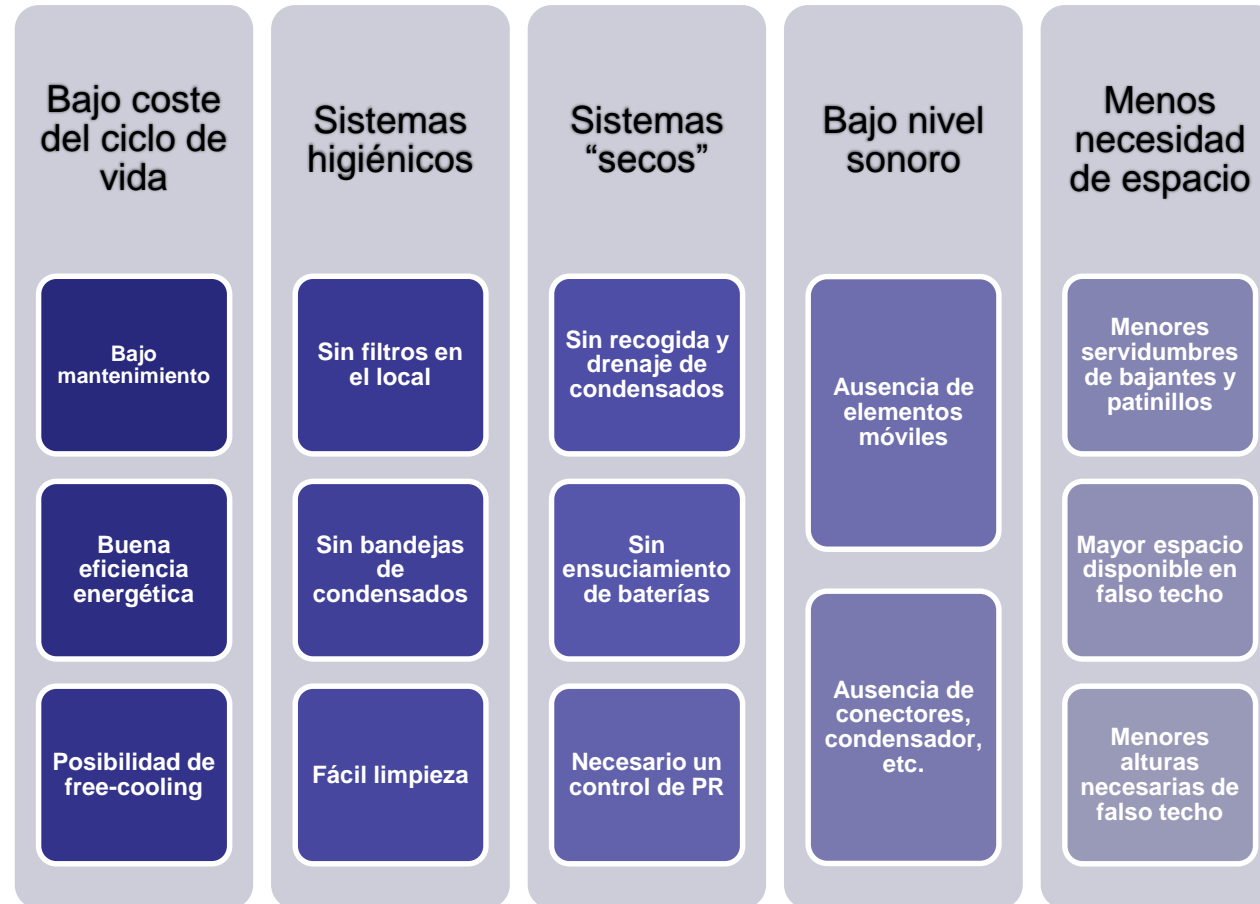 Bajo coste
del ciclo de
vida
Bajo
mantenimiento
Buena
eficiencia
energética
Posibilidad de
free-cooling
Sistemas
higiénicos
Sin filtros en
el local
Sin bandejas
de
condensados
Fácil limpieza
Sistemas
“secos”
Sin recogida y
drenaje de
condensados
Sin
ensuciamiento
de baterías
Necesario un
control de PR
Bajo nivel
sonoro
Ausencia de
elementos
móviles
Ausencia de
conectores,
condensador,
etc.
Menos
necesidad
de espacio
Menores
servidumbres
de bajantes y
patinillos
Mayor espacio
disponible en
falso techo
Menores
alturas
necesarias de
falso techo